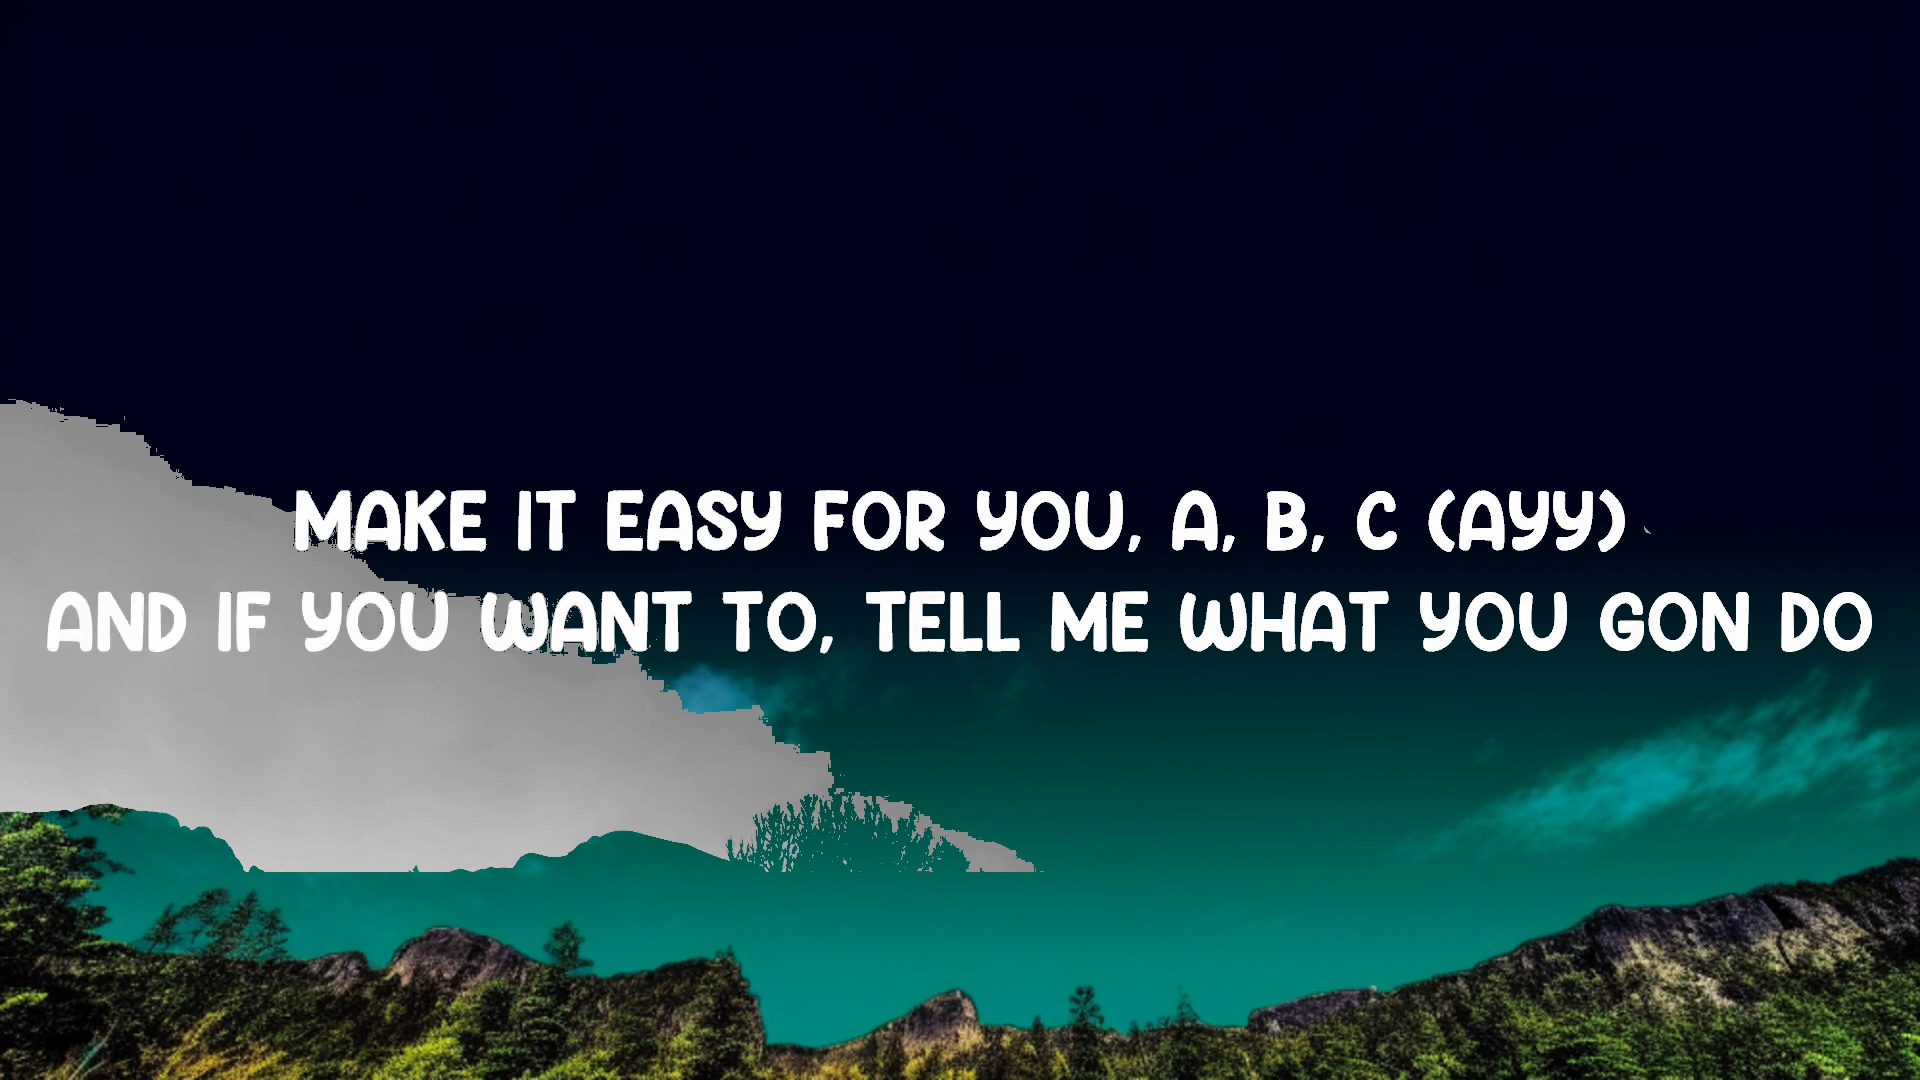 MAKE IT EASY FOR YOU, A, B, C (AYY)
AND IF YOU WANT TO, TELL ME WHAT YOU GON DO